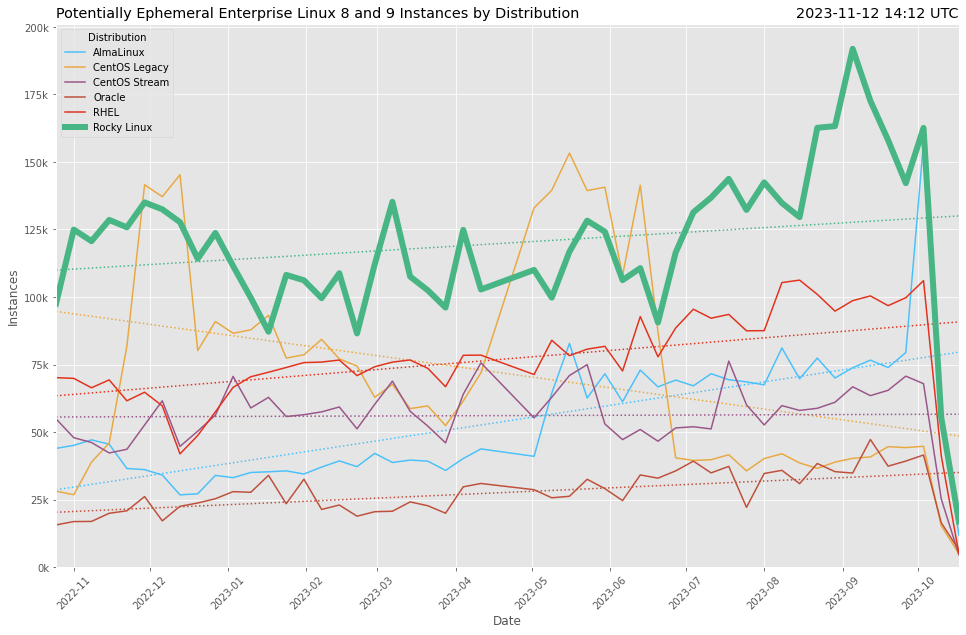 Potentially Ephemeral Enterprise Linux 8 and 9 Instances by Distribution
2023-11-12 14:12 UTC
Distribution
AlmaLinux
CentOS Legacy
CentOS Stream
Oracle
RHEL
Rocky Linux
Instances
200k
175k
150k
125k
100k
75k
50k
25k
0k
2022-11
2022-12
2023-01
2023-02
2023-03
2023-04
2023-05
2023-06
2023-07
2023-08
2023-09
2023-10
Date